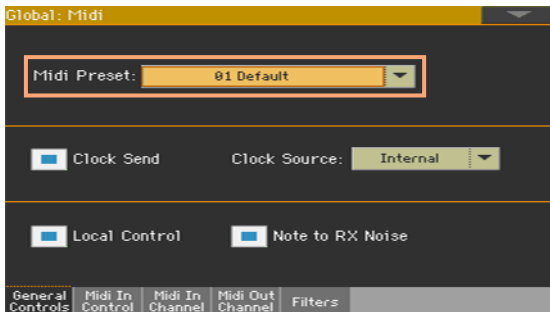 Global: Midi
Midi Preset: 01 Default
Clock Send Clock Source: Internal
Local Control Note to RX Noise
General Controls Midi In Control Midi In Channel Midi Out Channel Filters